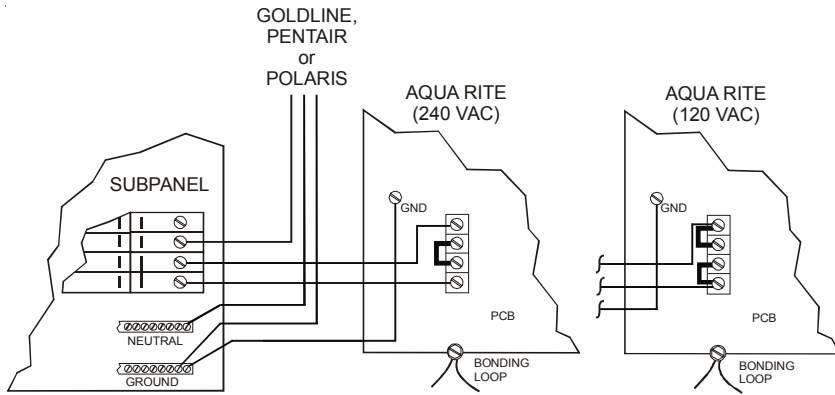 GOLDLINE,
PENTAIR
or
POLARIS
AQUA RITE
(240 VAC)
AQUA RITE
(120 VAC)
SUBPANEL
GND
GND
PCB
PCB
NEUTRAL
GROUND
BONDING
LOOP
BONDING
LOOP